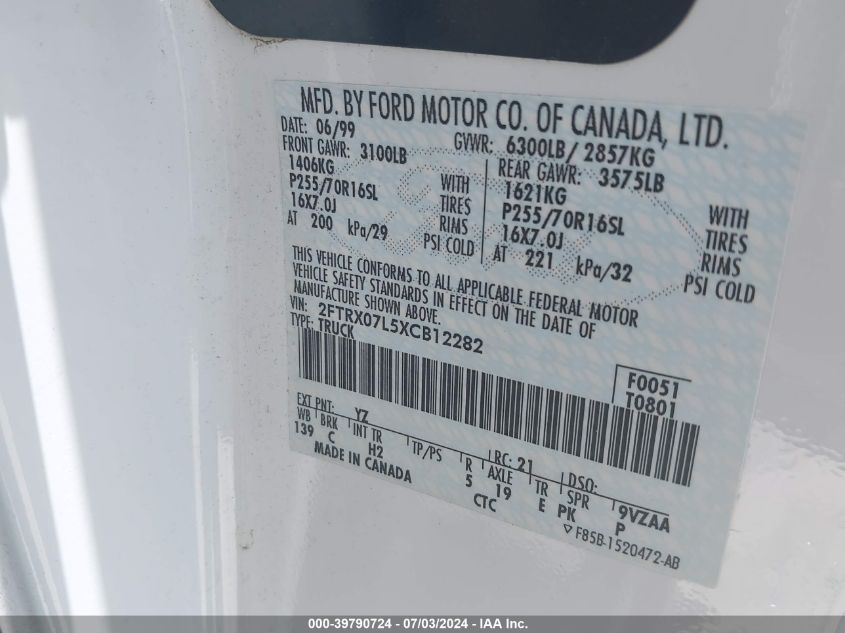 MFD. BY FORD MOTOR CO. OF CANADA, LTD.
DATE: 06/99 GVWR: 6300LB/ 2857KG
FRONT GAWR: 3100LB REAR GAWR: 3575LB
1406KG WITH 1621KG WITH
P255/70R16SL TIRES P255/70R16SL TIRES
16X7.0J RIMS 16X7.0J RIMS
AT 200 kPa/29 PSI COLD AT 221 kPa/32 PSI COLD
THIS VEHICLE CONFORMS TO ALL APPLICABLE FEDERAL MOTOR
VEHICLE SAFETY STANDARDS IN EFFECT ON THE DATE OF
MANUFACTURE SHOWN ABOVE.
VIN: 2FTRX07L5XCB12282
TYPE: TRUCK
F0051
T0801
EXT PNT: YZ RC: 21 DSO:
WB BRK INT TR TP/PS R AXLE TR SPR 9VZAA
139 C H2 5 19 E PK P
MADE IN CANADA CTC F85B-1520472-AB
000-39790724 / 07/03/2024 - IAA Inc.